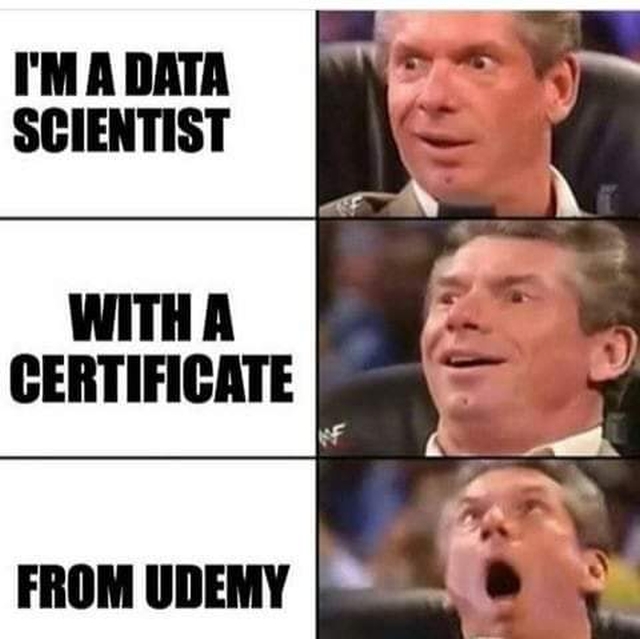 I'M A DATA
SCIENTIST
WITH A
CERTIFICATE
FROM UDEMY